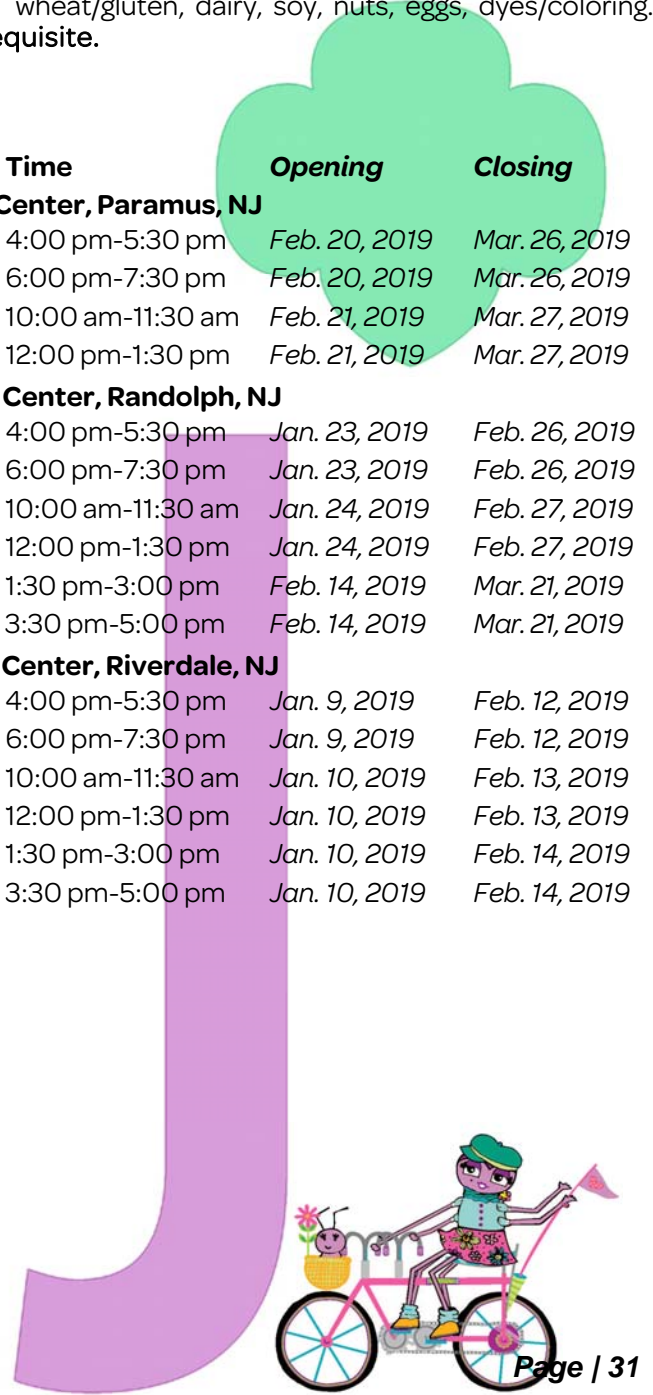 wheat/gluten, dairy, soy, nuts, eggs, dyes/coloring.
equisite.
Time Opening Closing
Center, Paramus, NJ
4:00 pm-5:30 pm Feb. 20, 2019 Mar. 26, 2019
6:00 pm-7:30 pm Feb. 20, 2019 Mar. 26, 2019
10:00 am-11:30 am Feb. 21, 2019 Mar. 27, 2019
12:00 pm-1:30 pm Feb. 21, 2019 Mar. 27, 2019
Center, Randolph, NJ
4:00 pm-5:30 pm Jan. 23, 2019 Feb. 26, 2019
6:00 pm-7:30 pm Jan. 23, 2019 Feb. 26, 2019
10:00 am-11:30 am Jan. 24, 2019 Feb. 27, 2019
12:00 pm-1:30 pm Jan. 24, 2019 Feb. 27, 2019
1:30 pm-3:00 pm Feb. 14, 2019 Mar. 21, 2019
3:30 pm-5:00 pm Feb. 14, 2019 Mar. 21, 2019
Center, Riverdale, NJ
4:00 pm-5:30 pm Jan. 9, 2019 Feb. 12, 2019
6:00 pm-7:30 pm Jan. 9, 2019 Feb. 12, 2019
10:00 am-11:30 am Jan. 10, 2019 Feb. 13, 2019
12:00 pm-1:30 pm Jan. 10, 2019 Feb. 13, 2019
1:30 pm-3:00 pm Jan. 10, 2019 Feb. 14, 2019
3:30 pm-5:00 pm Jan. 10, 2019 Feb. 14, 2019
J
Page | 31